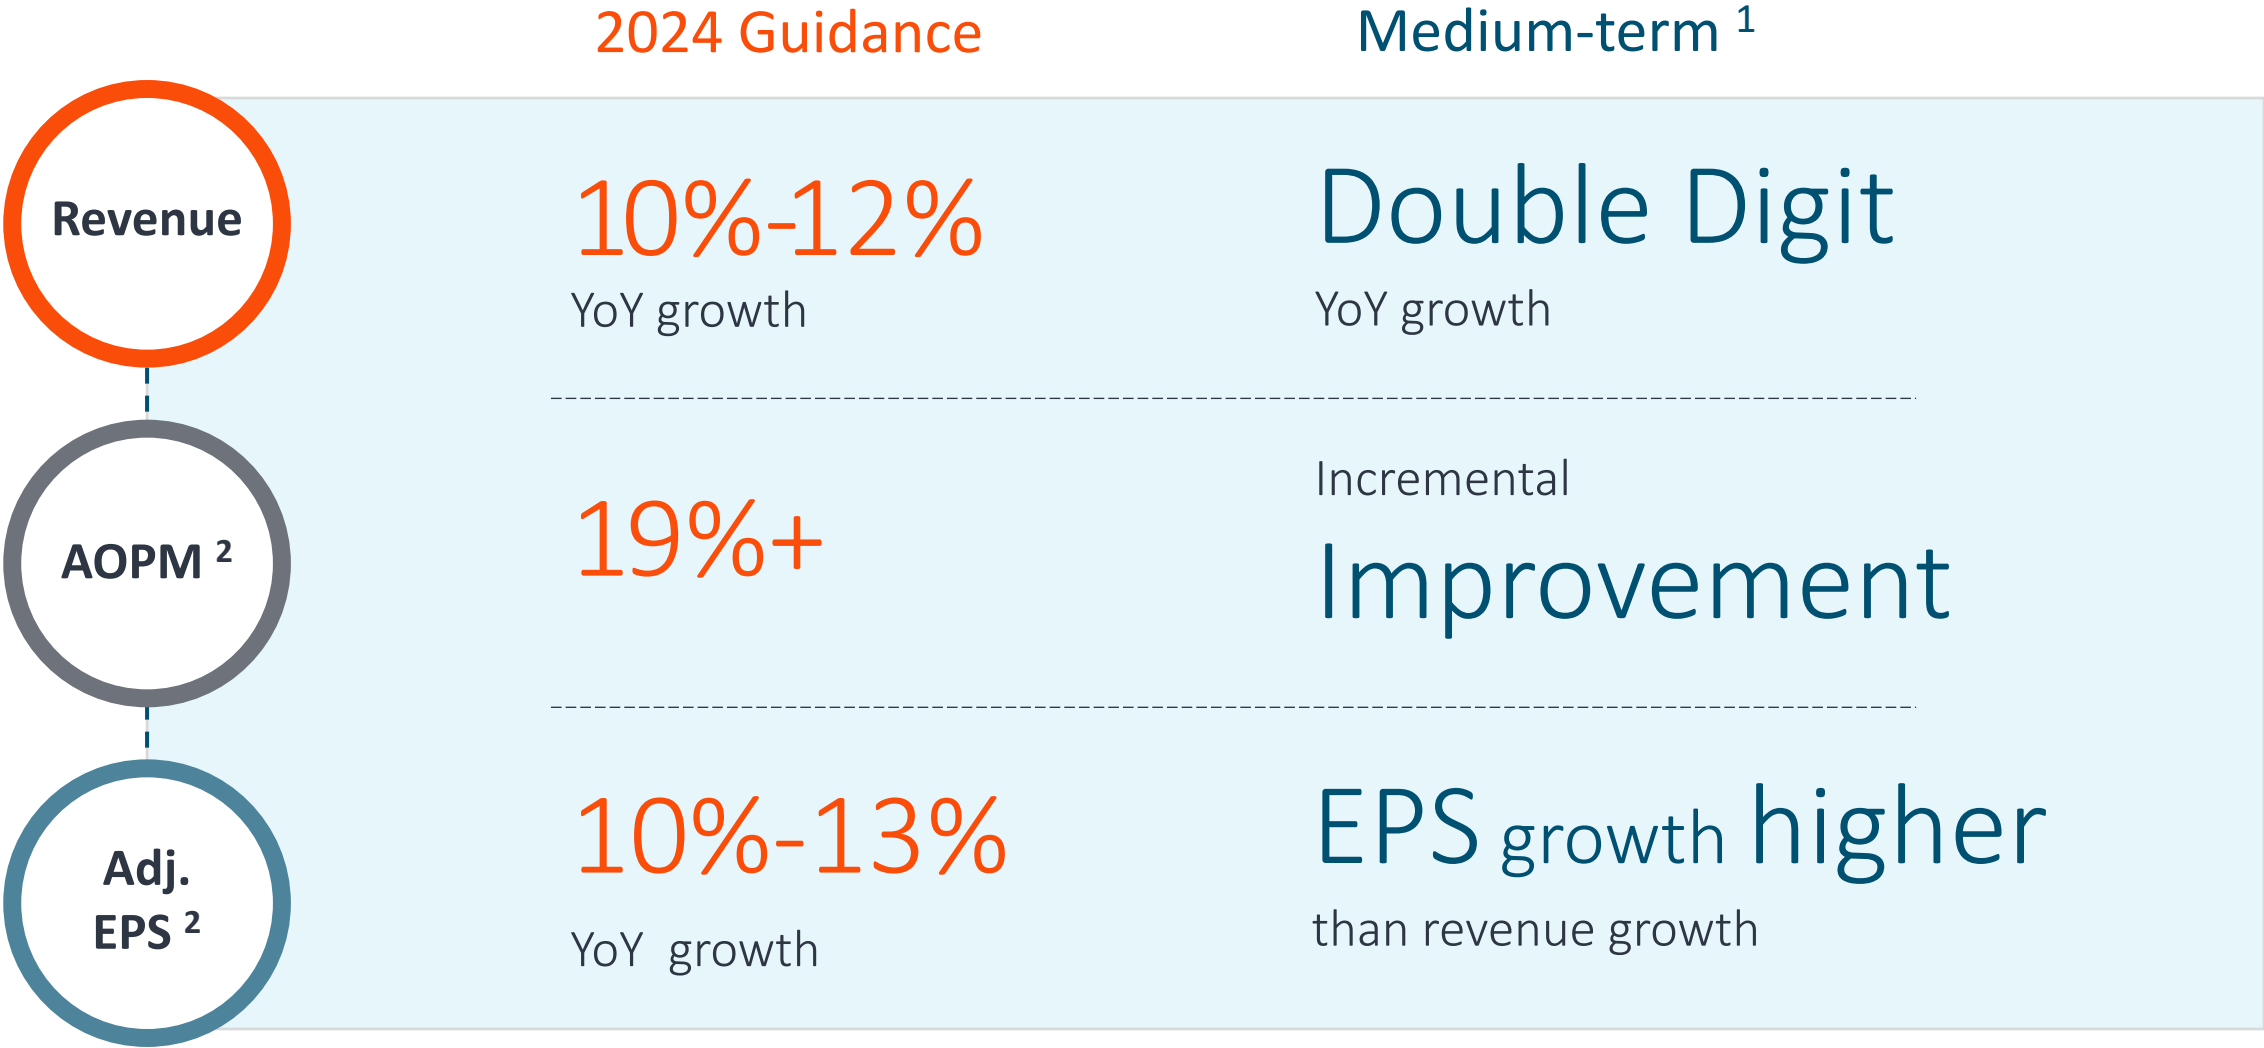 2024 Guidance
Medium-term 1
Revenue
10%-12%
YoY growth
Double Digit
YoY growth
AOPM 2
19%+
Incremental
Improvement
Adj.
EPS 2
10%-13%
YoY growth
EPS growth higher
than revenue growth